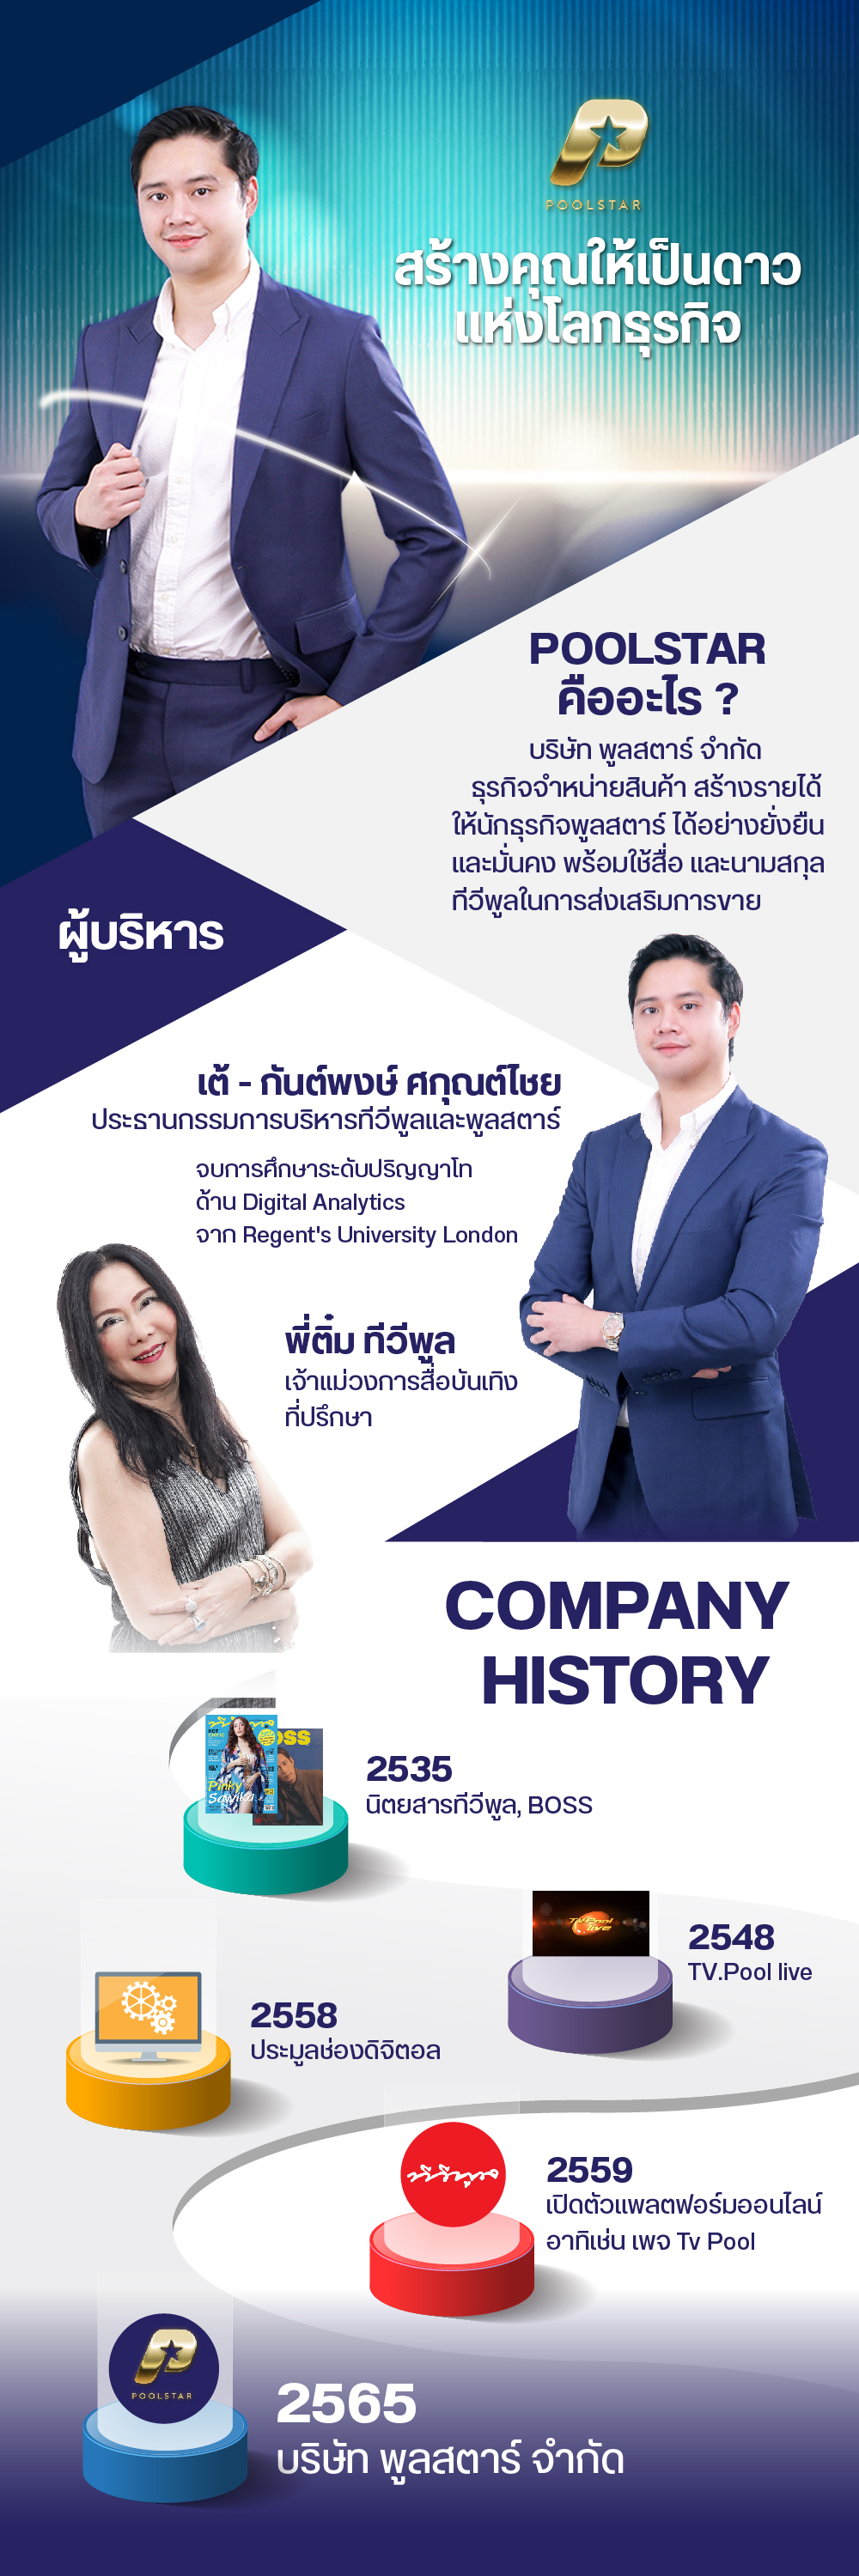 POOLSTAR
สร้างคุณให้เป็นดาว
แห่งโลกธุรกิจ
POOLSTAR
คืออะไร ?
บริษัท พูลสตาร์ จำกัด
ธุรกิจจำหน่ายสินค้า สร้างรายได้
ให้นักธุรกิจพูลสตาร์ ได้อย่างยั่งยืน
และมั่นคง พร้อมใช้สื่อ และนามสกุล
ทีวีพูลในการส่งเสริมการขาย
ผู้บริหาร
เต้ - กันต์พงษ์ ศกุณต์ไชย
ประธานกรรมการบริหารทีวีพูลและพูลสตาร์
จบการศึกษาระดับปริญญาโท
ด้าน Digital Analytics
จาก Regent's University London
พี่ติ๋ม ทีวีพูล
เจ้าแม่วงการสื่อบันเทิง
ที่ปรึกษา
COMPANY
HISTORY
Pinky
Sawika
2535
นิตยสารทีวีพูล, BOSS
TV.Pool
live
2548
TV.Pool live
2558
ประมูลช่องดิจิตอล
ทีวีพูล
2559
เปิดตัวแพลตฟอร์มออนไลน์
อาทิเช่น เพจ Tv Pool
POOLSTAR
2565
บริษัท พูลสตาร์ จำกัด